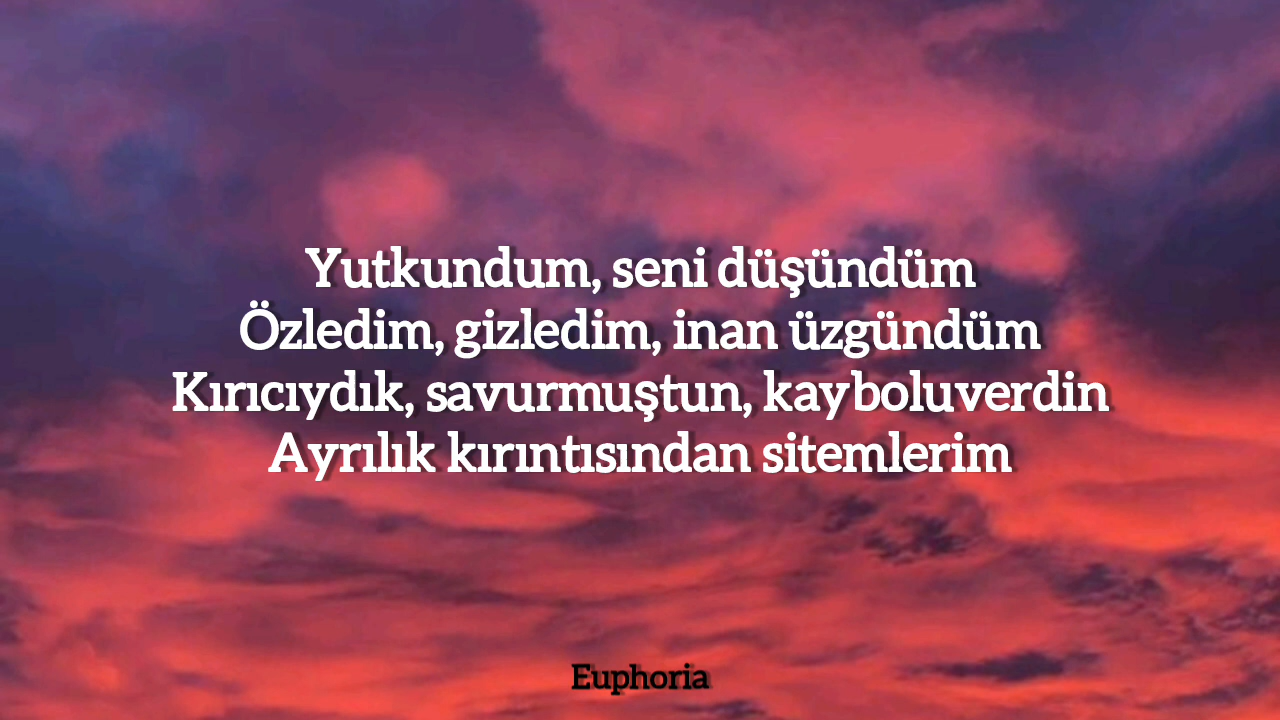 Yutkundum, seni düşündüm
Özledim, gizledim, inan üzgündüm
Kırıcıydık, savurmuştun, kayboluverdin
Ayrılık kırıntısından sitemlerim
Euphoria